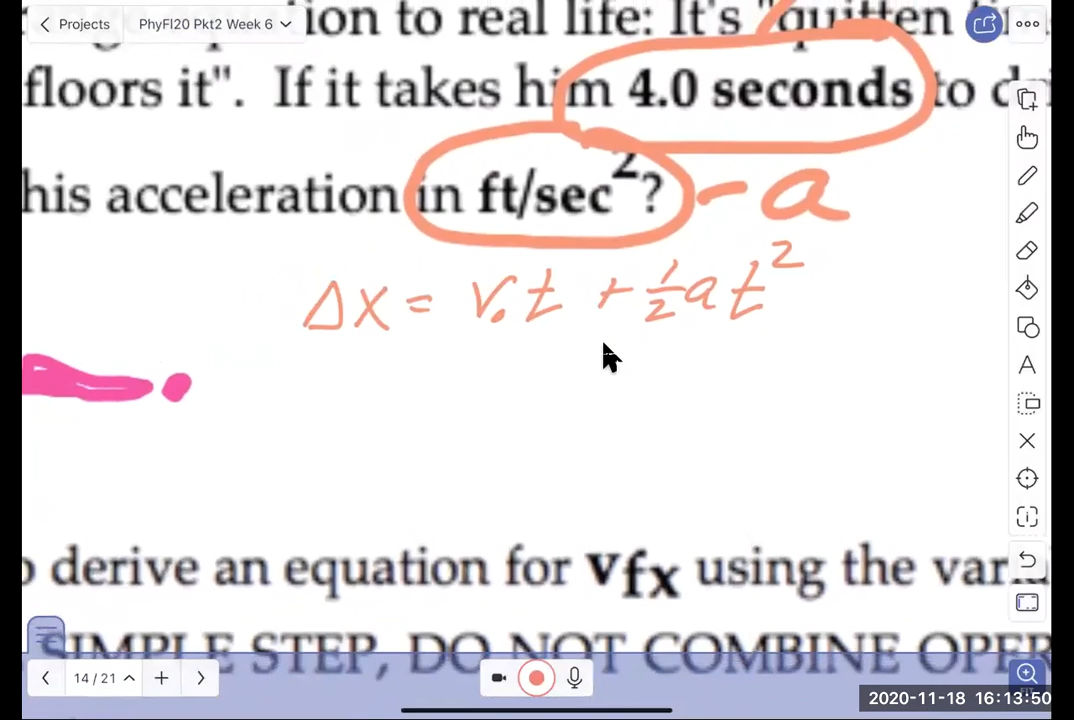 Projects PhyFl20 Pkt2 Week 6
ion to real life: It's "quitten
floors it". If it takes him 4.0 seconds to
his acceleration in ft/sec²? - a
Δx = v₀t + ½at²
derive an equation for vfx using the
SIMPLE STEP, DO NOT COMBINE
14/21
2020-11-18 16:13:50